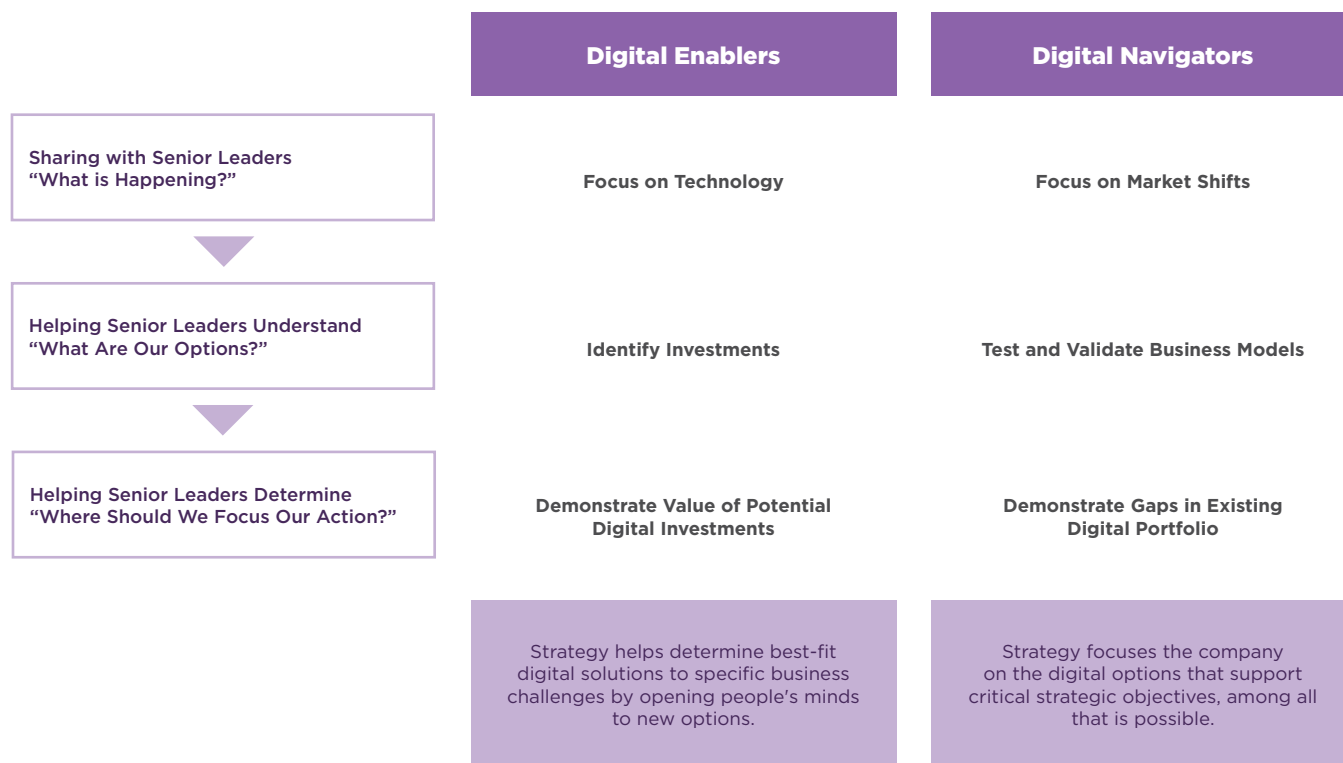 Digital Enablers
Digital Navigators
Sharing with Senior Leaders
“What is Happening?”
Focus on Technology
Focus on Market Shifts
Helping Senior Leaders Understand
“What Are Our Options?”
Identify Investments
Test and Validate Business Models
Helping Senior Leaders Determine
“Where Should We Focus Our Action?”
Demonstrate Value of Potential
Digital Investments
Demonstrate Gaps in Existing
Digital Portfolio
Strategy helps determine best-fit
digital solutions to specific business
challenges by opening people's minds
to new options.
Strategy focuses the company
on the digital options that support
critical strategic objectives, among all
that is possible.